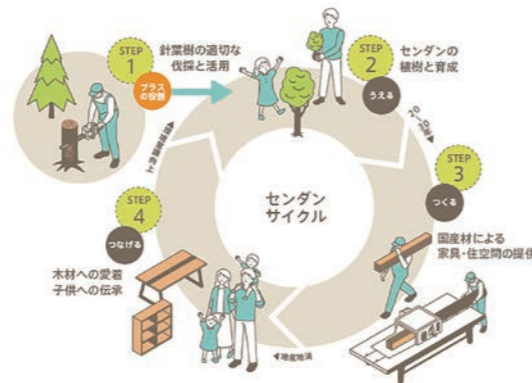 STEP
1
プラス
の役割
針葉樹の適切な
伐採と活用
STEP
2
うえる
センダンの
植樹と育成
STEP
3
つくる
国産材による
家具・住空間の提供
◀地産地消
STEP
4
つなげる
木材への愛着
子供への伝承
センダン
サイクル